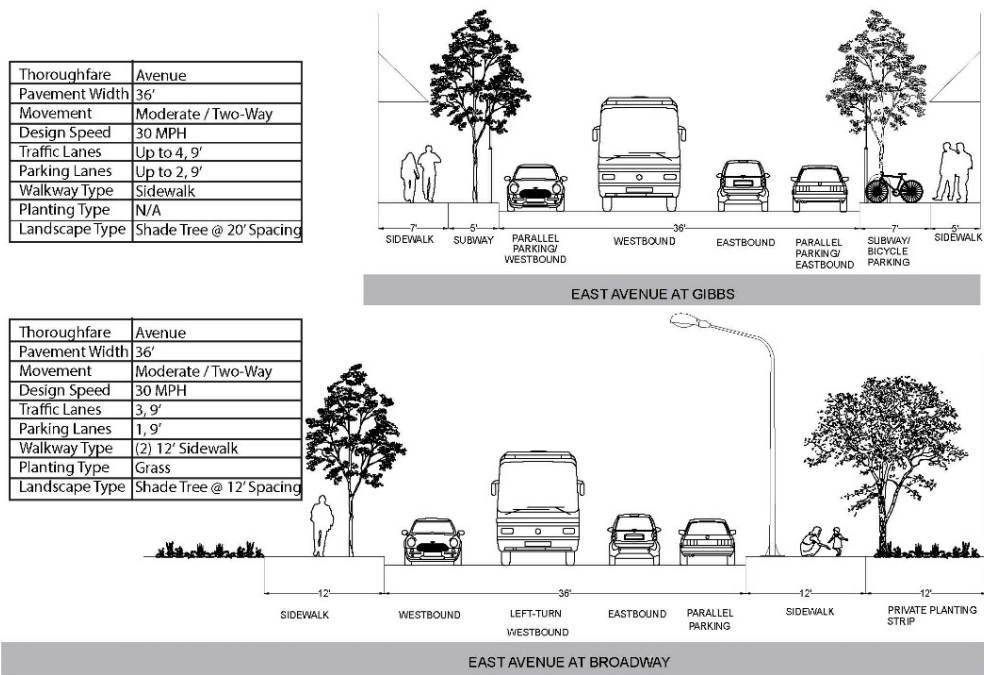 Thoroughfare Avenue
Pavement Width 36'
Movement Moderate / Two-Way
Design Speed 30 MPH
Traffic Lanes Up to 4, 9'
Parking Lanes Up to 2, 9'
Walkway Type Sidewalk
Planting Type N/A
Landscape Type Shade Tree @ 20' Spacing
7' 5' 36' 7' 5'
SIDEWALK SUBWAY PARALLEL PARKING/ WESTBOUND WESTBOUND EASTBOUND PARALLEL PARKING/ EASTBOUND SUBWAY/ BICYCLE PARKING SIDEWALK
EAST AVENUE AT GIBBS
Thoroughfare Avenue
Pavement Width 36'
Movement Moderate / Two-Way
Design Speed 30 MPH
Traffic Lanes 3, 9'
Parking Lanes 1, 9'
Walkway Type (2) 12' Sidewalk
Planting Type Grass
Landscape Type Shade Tree @ 12' Spacing
12' 36' 12' 12'
SIDEWALK WESTBOUND LEFT-TURN WESTBOUND EASTBOUND PARALLEL PARKING SIDEWALK PRIVATE PLANTING STRIP
EAST AVENUE AT BROADWAY